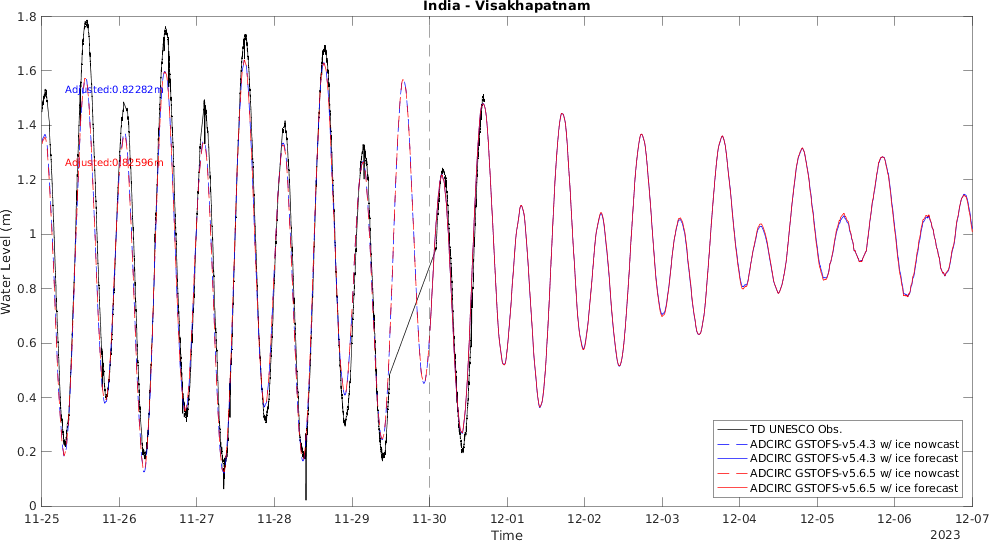 India - Visakhapatnam
1.8
1.6
1.4
1.2
1
0.8
0.6
0.4
0.2
0
Water Level (m)
Adjusted:0.82282m
Adjusted:0.82596m
TD UNESCO Obs.
ADCIRC GSTOFS-v5.4.3 w/ ice nowcast
ADCIRC GSTOFS-v5.4.3 w/ ice forecast
ADCIRC GSTOFS-v5.6.5 w/ ice nowcast
ADCIRC GSTOFS-v5.6.5 w/ ice forecast
11-25 11-26 11-27 11-28 11-29 11-30 12-01 12-02 12-03 12-04 12-05 12-06 12-07
Time
2023